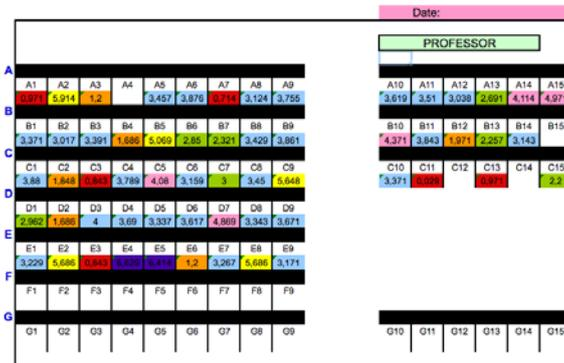 Date:
PROFESSOR
A
A1 A2 A3 A4 A5 A6 A7 A8 A9 A10 A11 A12 A13 A14 A15
0,971 5,914 1,2 3,457 3,876 0,714 3,124 3,755 3,619 3,51 3,038 2,691 4,114 4,971
B
B1 B2 B3 B4 B5 B6 B7 B8 B9 B10 B11 B12 B13 B14 B15
3,371 3,017 3,391 1,686 5,069 2,85 2,321 3,429 3,861 4,371 3,843 1,971 2,257 3,143
C
C1 C2 C3 C4 C5 C6 C7 C8 C9 C10 C11 C12 C13 C14 C15
3,88 1,848 0,843 3,789 4,08 3,159 3 3,45 5,648 3,371 0,029 0,971 2,2
D
D1 D2 D3 D4 D5 D6 D7 D8 D9
2,962 1,686 4 3,69 3,337 3,617 4,869 3,343 3,671
E
E1 E2 E3 E4 E5 E6 E7 E8 E9
3,229 5,686 0,843 1,2 3,267 5,686 3,171
F
F1 F2 F3 F4 F5 F6 F7 F8 F9
G
G1 G2 G3 G4 G5 G6 G7 G8 G9 G10 G11 G12 G13 G14 G15